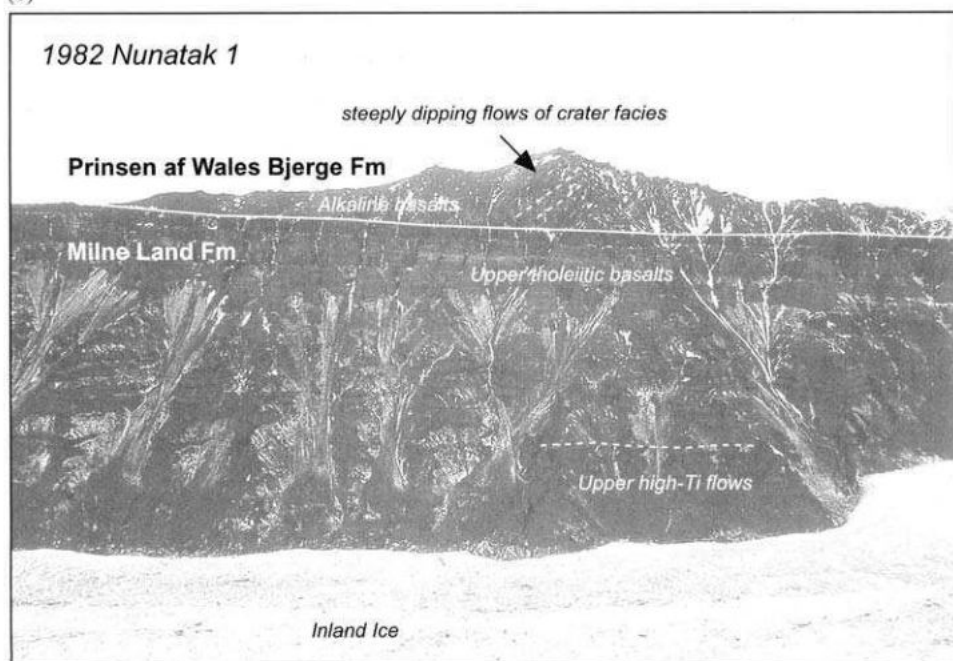 1982 Nunatak 1
steeply dipping flows of crater facies
Prinsen af Wales Bjerge Fm
Alkaline basalts
Milne Land Fm
Upper tholeiitic basalts
Upper high-Ti flows
Inland Ice